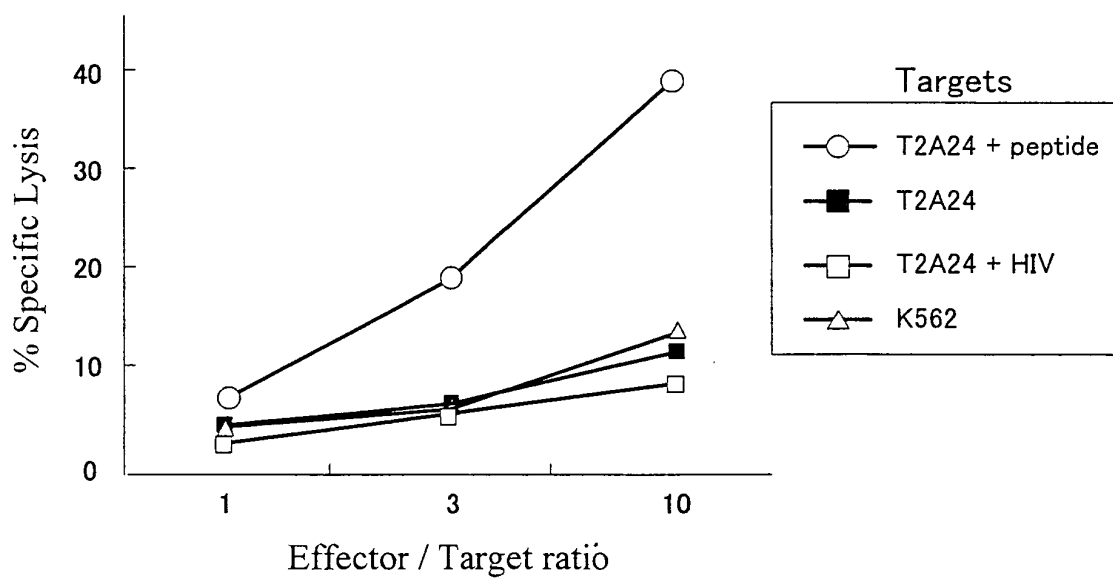 % Specific Lysis
40
30
20
10
0
1 3 10
Effector / Target ratio
Targets
T2A24 + peptide
T2A24
T2A24 + HIV
K562